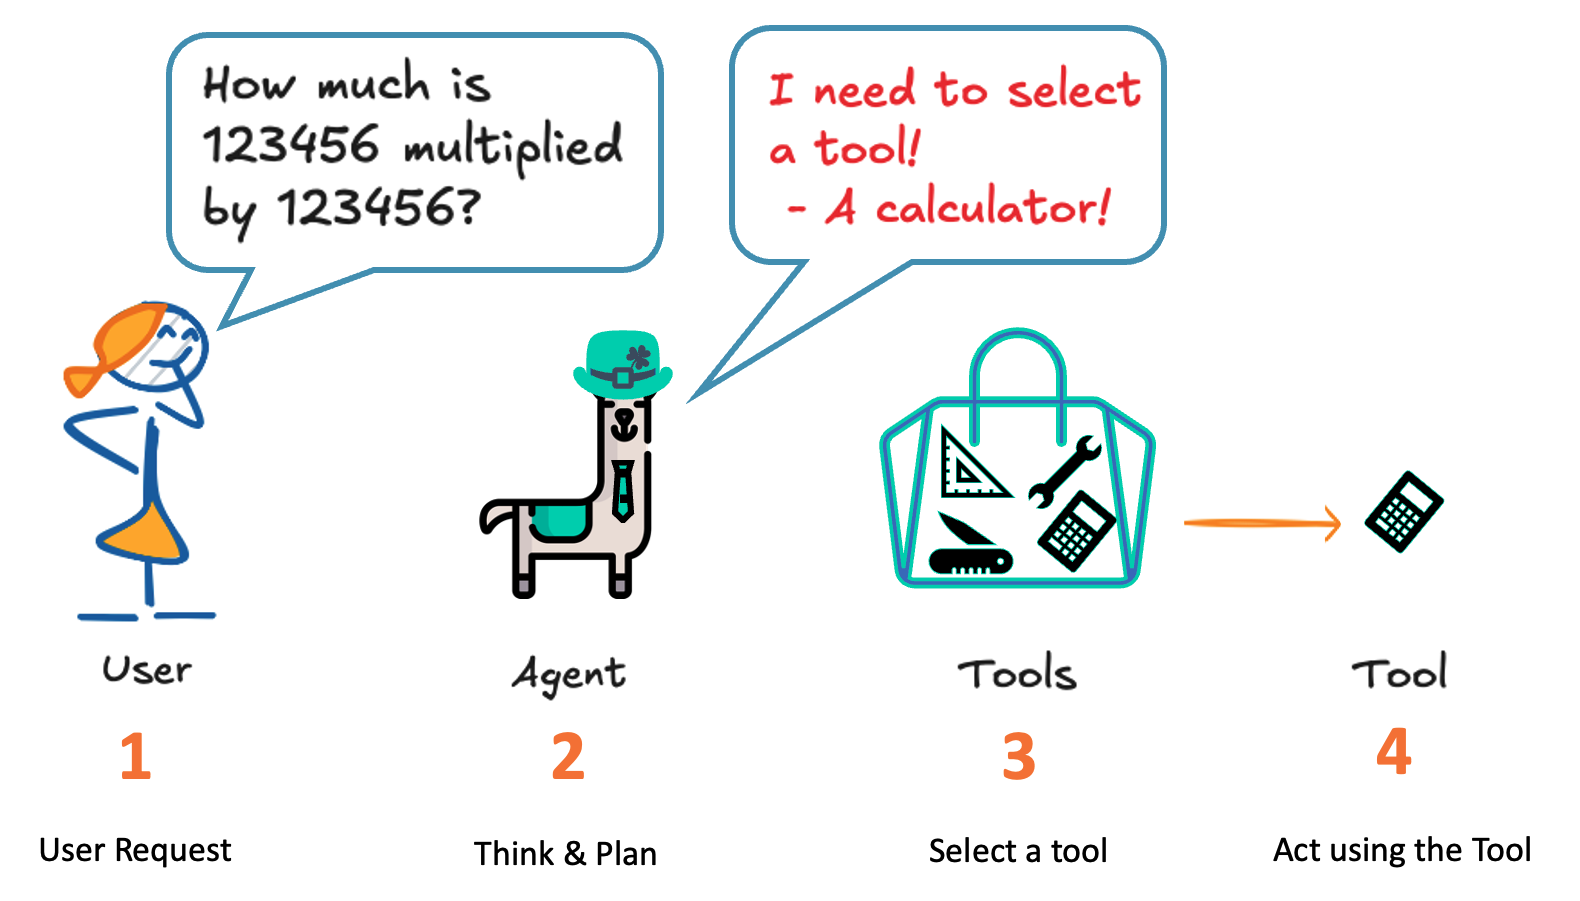 How much is
123456 multiplied
by 123456?
I need to select
a tool!
- A calculator!
User
Agent
Tools
Tool
1
2
3
4
User Request
Think & Plan
Select a tool
Act using the Tool